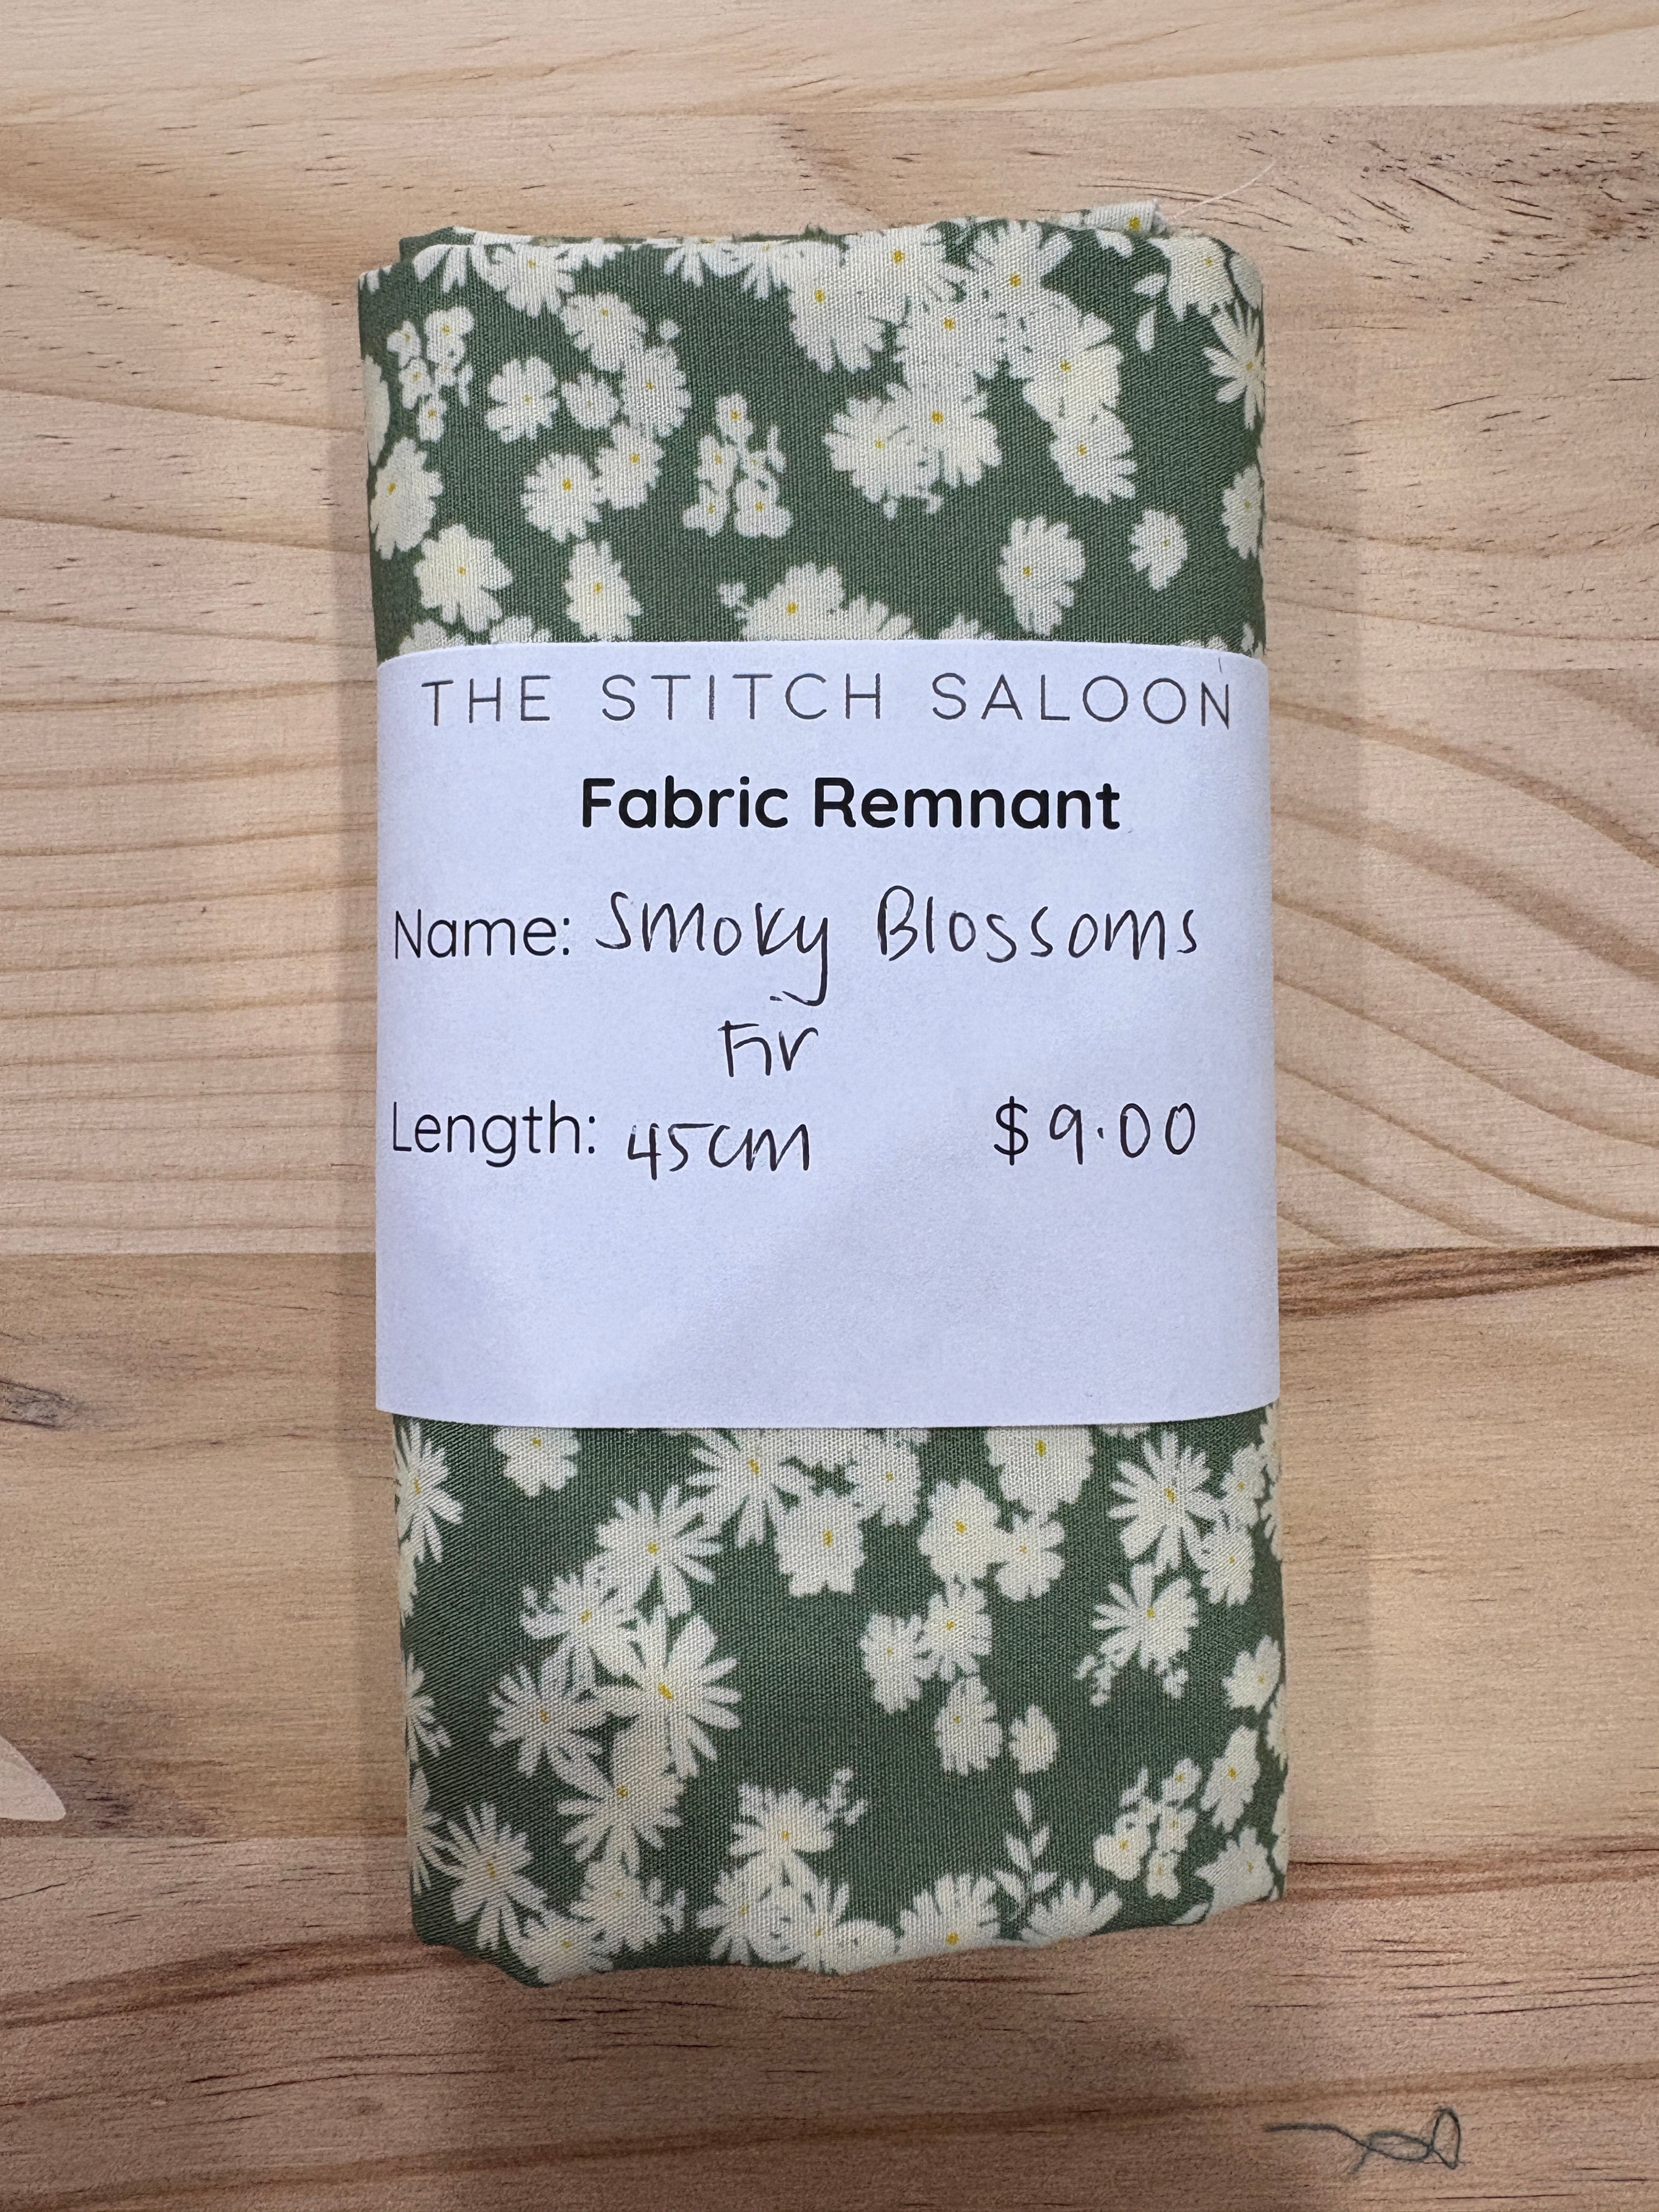 THE STITCH SALOON
Fabric Remnant
Name: Smoky Blossoms
Fir
Length: 45cm $9.00